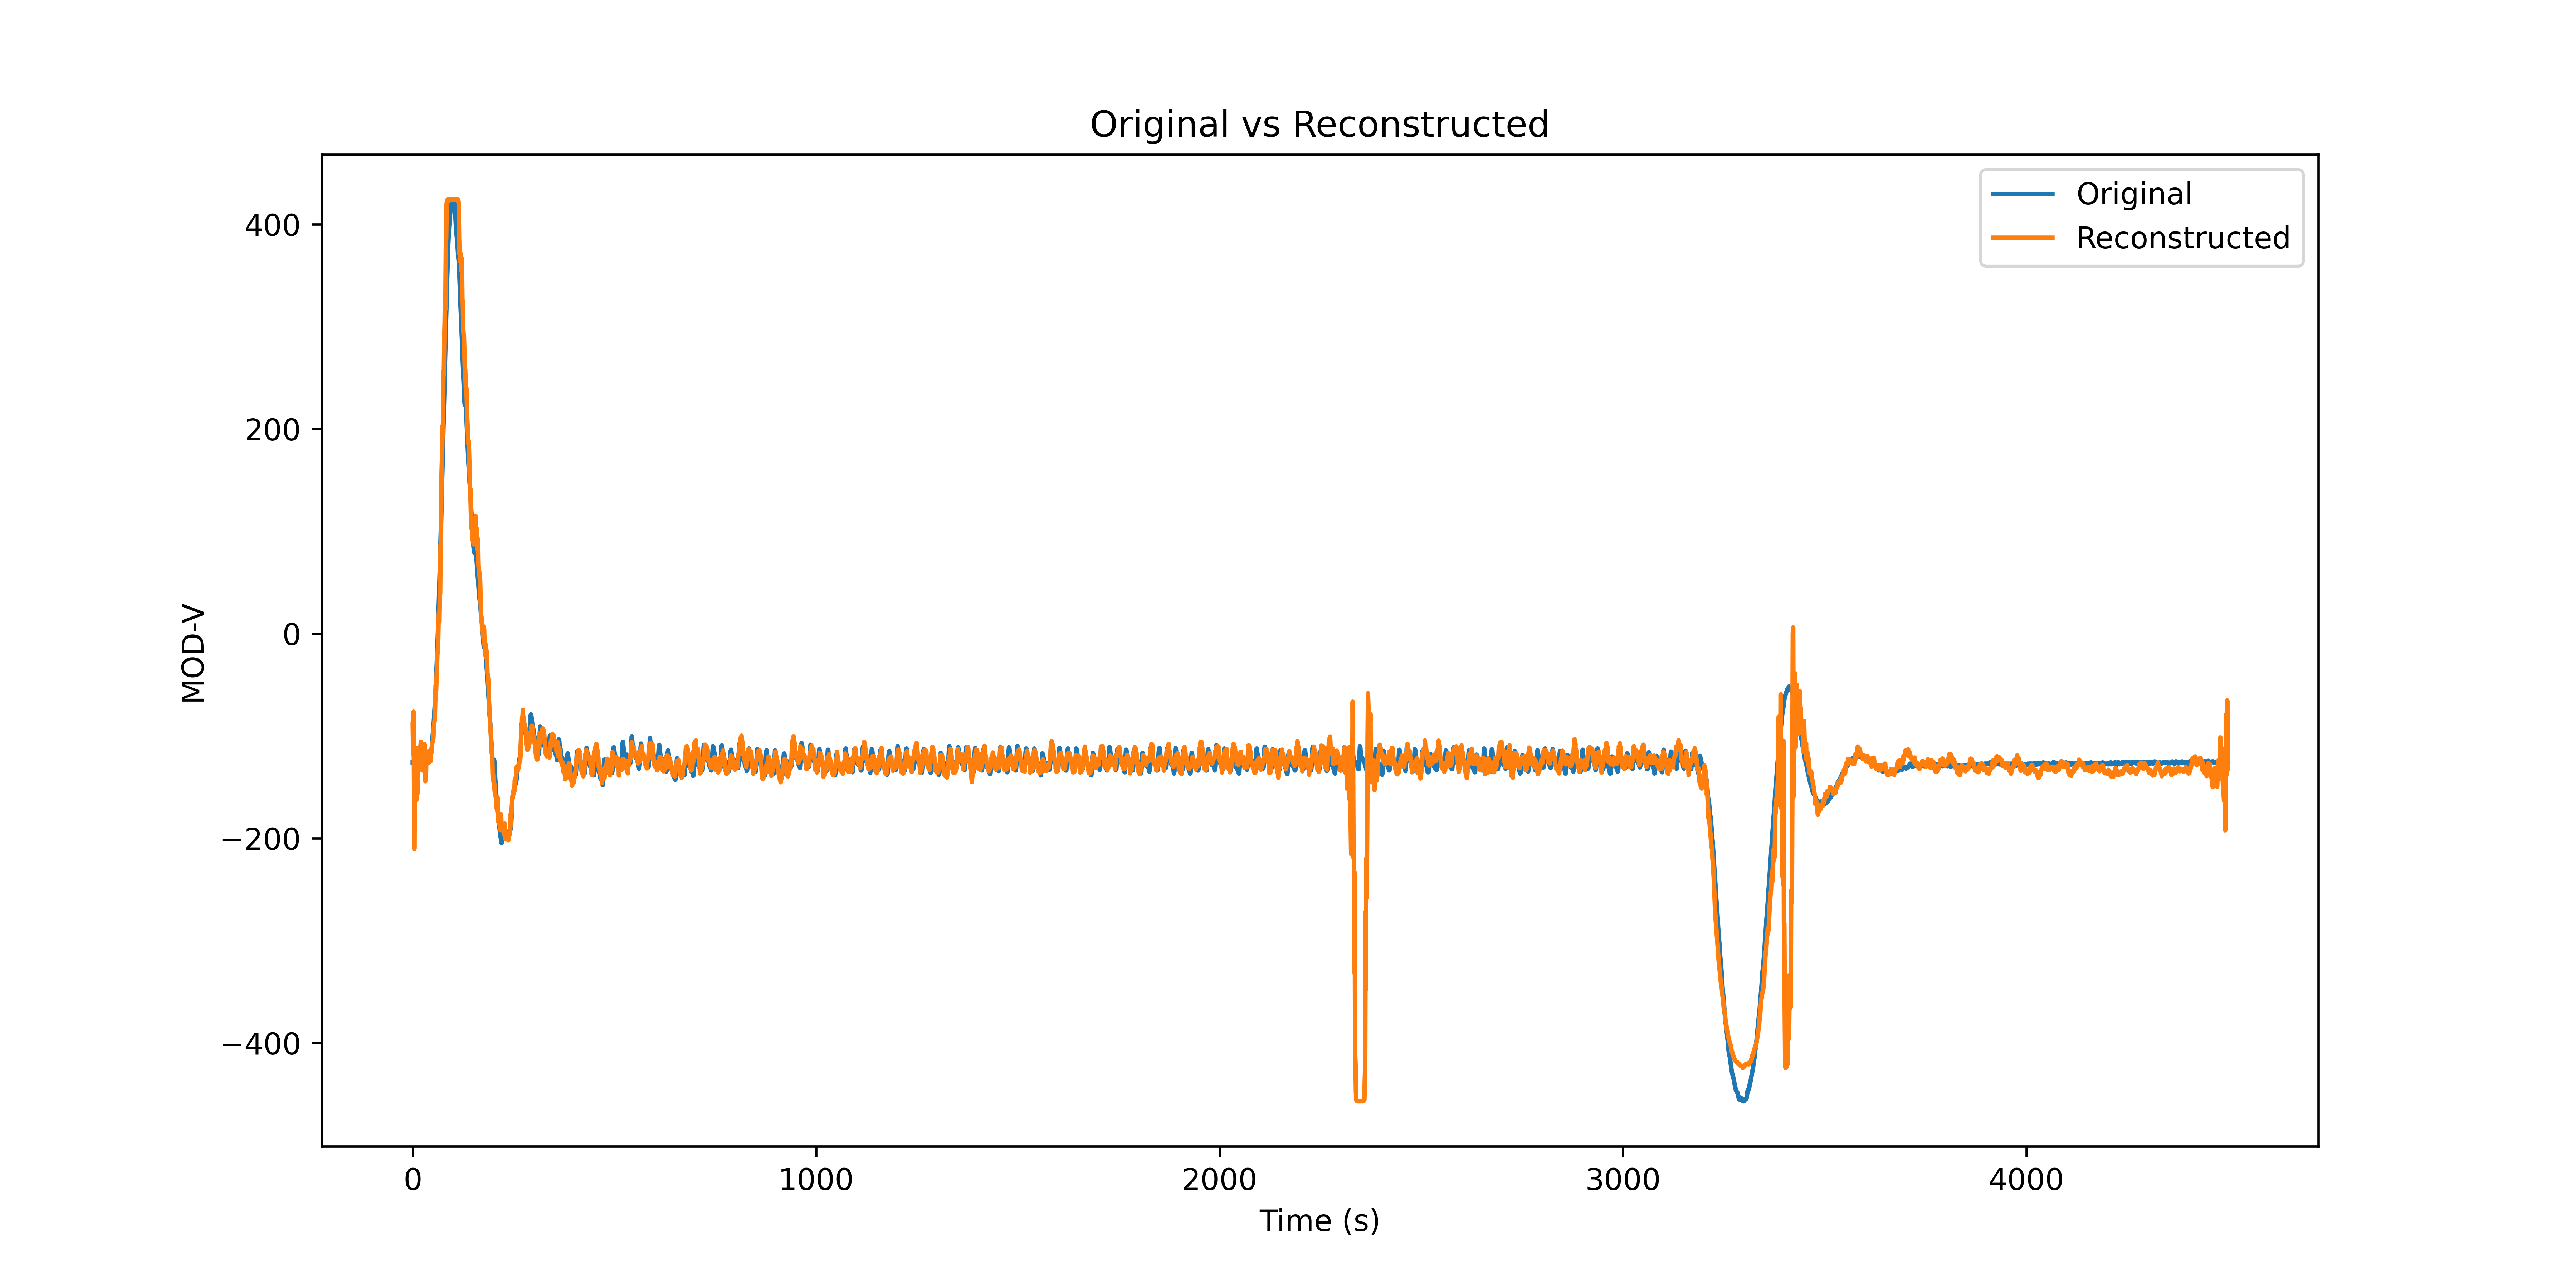 Original vs Reconstructed
Original
Reconstructed
400
200
0
−200
−400
MOD-V
0
1000
2000
3000
4000
Time (s)